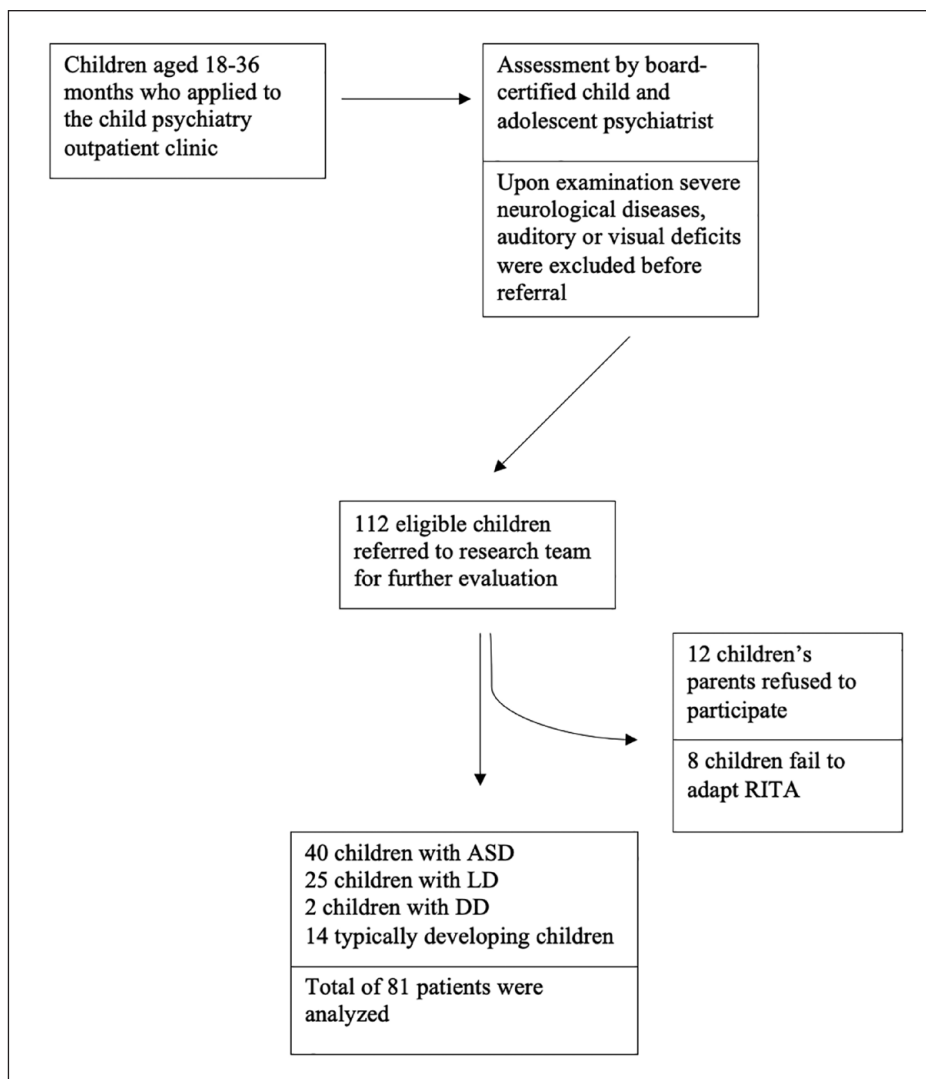 Children aged 18-36
months who applied to
the child psychiatry
outpatient clinic
Assessment by board-
certified child and
adolescent psychiatrist
Upon examination severe
neurological diseases,
auditory or visual deficits
were excluded before
referral
112 eligible children
referred to research team
for further evaluation
12 children’s
parents refused to
participate
8 children fail to
adapt RITA
40 children with ASD
25 children with LD
2 children with DD
14 typically developing children
Total of 81 patients were
analyzed